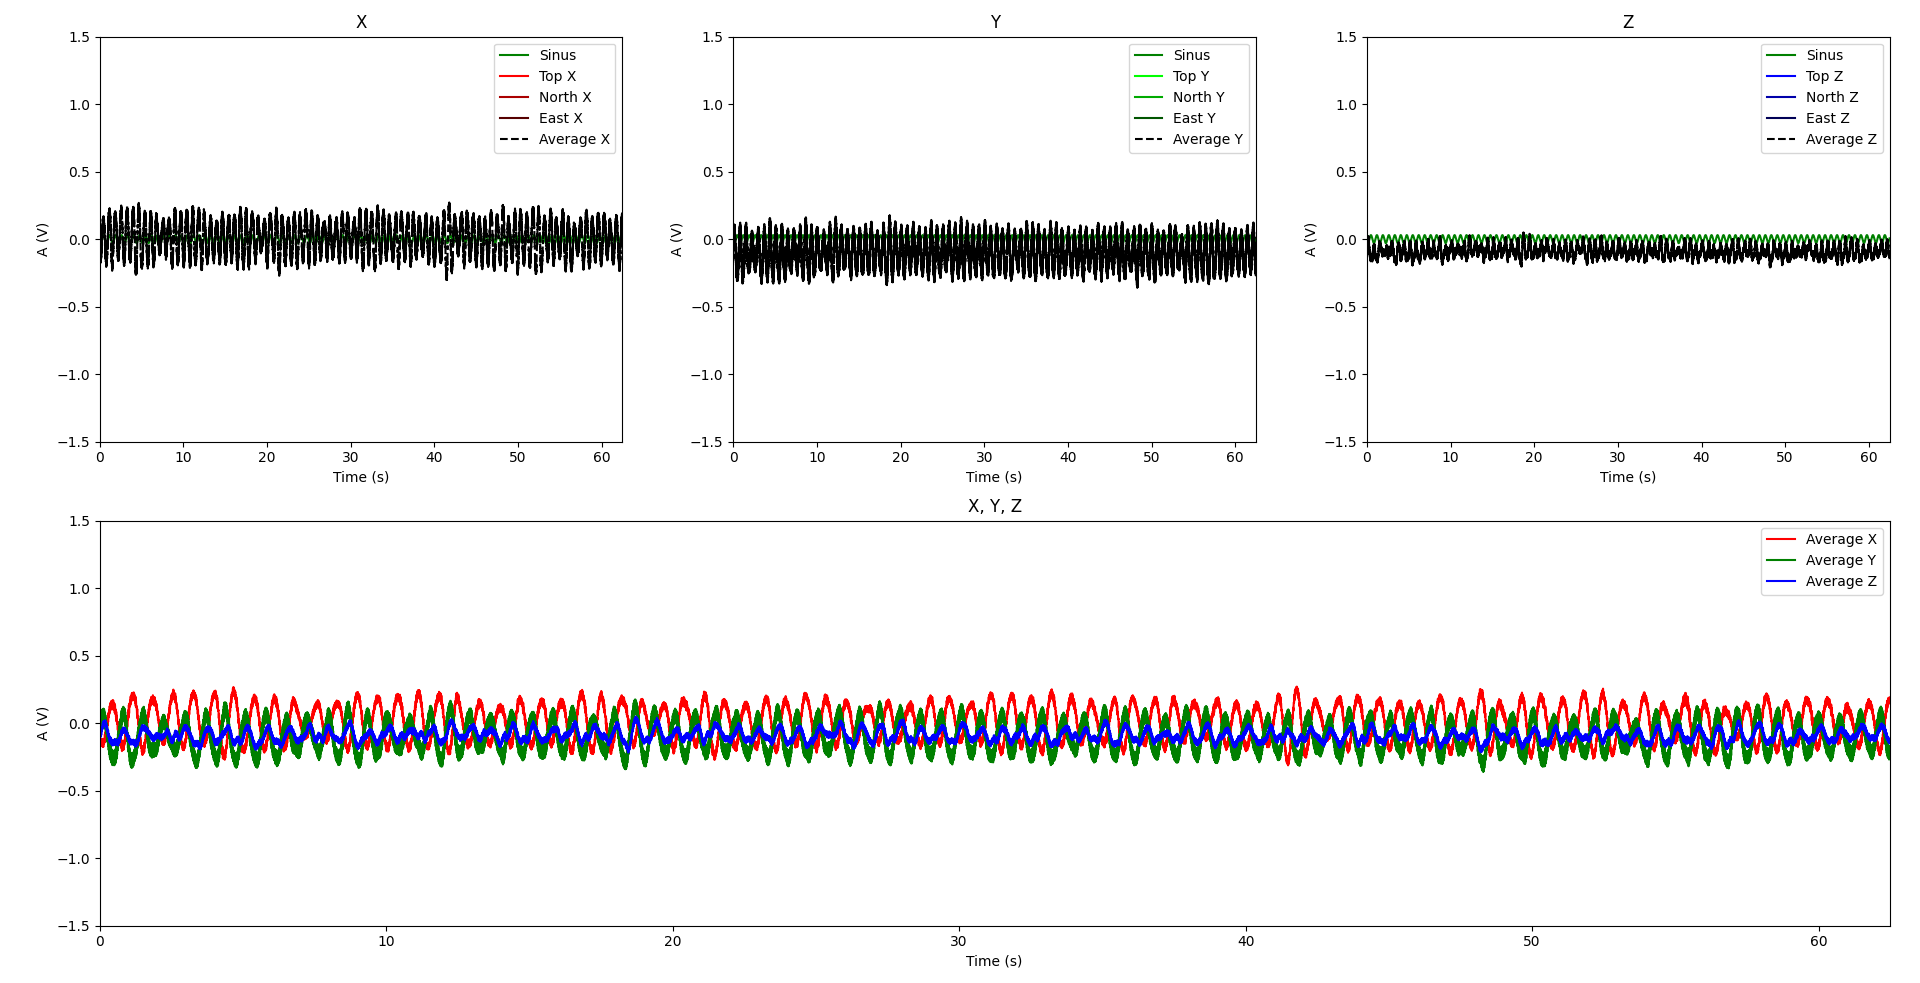 X
Y
Z
1.5
1.0
0.5
0.0
−0.5
−1.0
−1.5
A (V)
0 10 20 30 40 50 60
Time (s)
Sinus
Top X
North X
East X
Average X
1.5
1.0
0.5
0.0
−0.5
−1.0
−1.5
A (V)
0 10 20 30 40 50 60
Time (s)
Sinus
Top Y
North Y
East Y
Average Y
1.5
1.0
0.5
0.0
−0.5
−1.0
−1.5
A (V)
0 10 20 30 40 50 60
Time (s)
Sinus
Top Z
North Z
East Z
Average Z
X, Y, Z
1.5
1.0
0.5
0.0
−0.5
−1.0
−1.5
A (V)
0 10 20 30 40 50 60
Time (s)
Average X
Average Y
Average Z